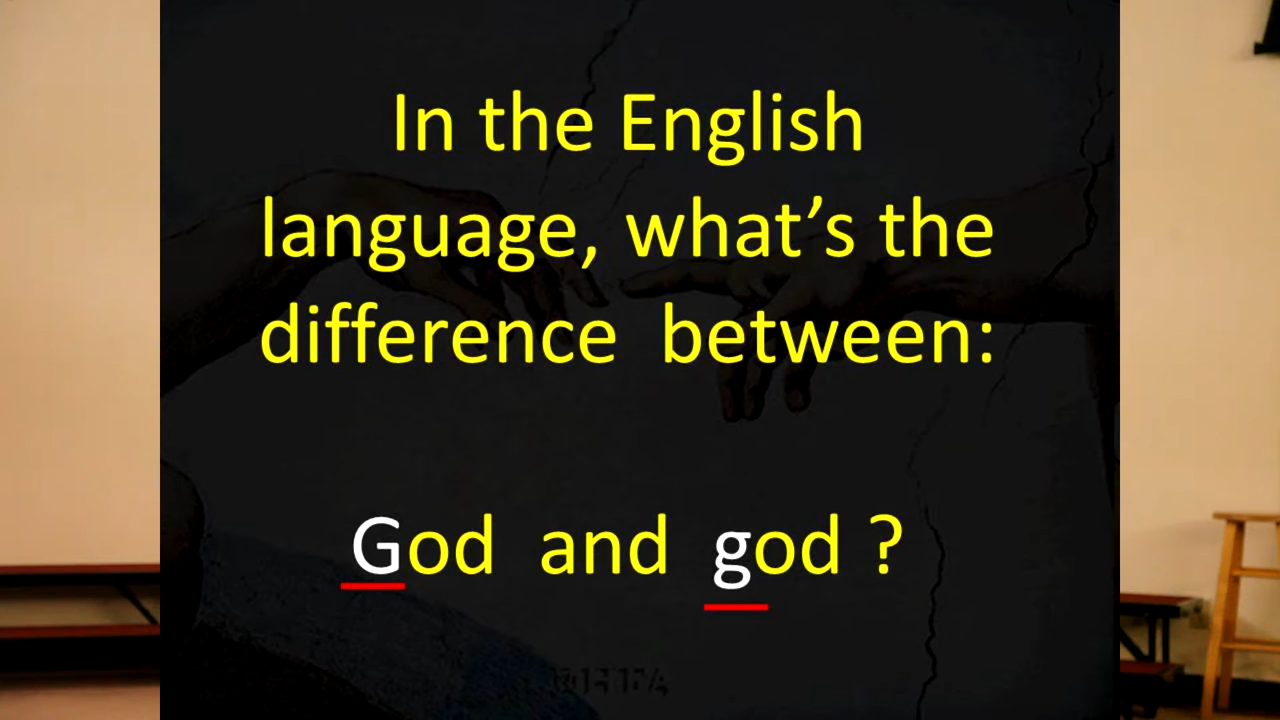 In the English
language, what’s the
difference between:
God and god ?